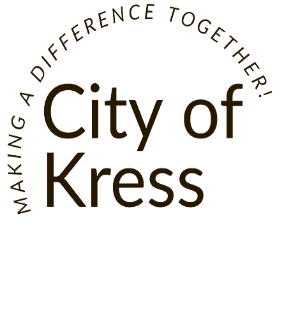 MAKING A DIFFERENCE TOGETHER!
City of
Kress